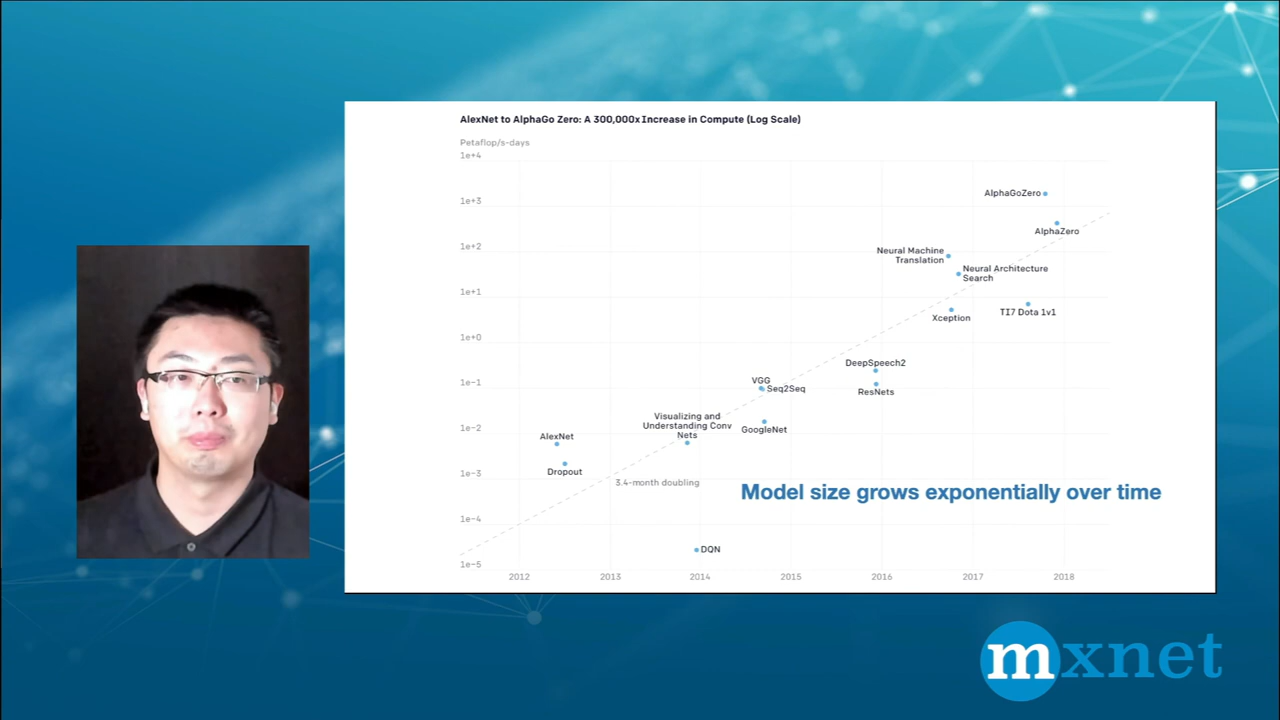 AlexNet to AlphaGo Zero: A 300,000x Increase in Compute (Log Scale)
Petaflop/s-days
1e+4
AlphaGoZero
1e+3
AlphaZero
1e+2
Neural Machine
Translation
Neural Architecture
Search
1e+1
TI7 Dota 1v1
Xception
1e+0
DeepSpeech2
1e-1
VGG
Seq2Seq
ResNets
Visualizing and
Understanding Conv
Nets
GoogleNet
1e-2
AlexNet
Dropout
1e-3
3.4-month doubling
Model size grows exponentially over time
1e-4
DQN
1e-5
2012 2013 2014 2015 2016 2017 2018
mxnet